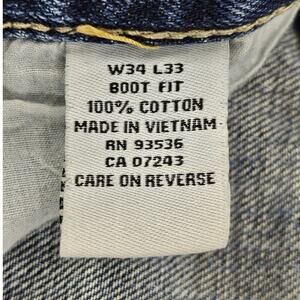 W34 L33
BOOT FIT
100% COTTON
MADE IN VIETNAM
RN 93536
CA 07243
CARE ON REVERSE